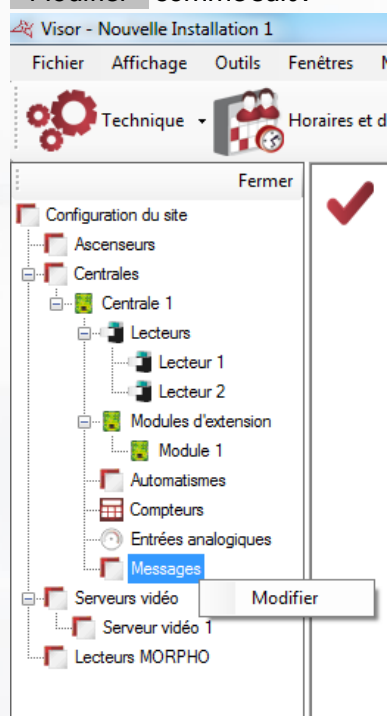 Modifier comme suit :
Visor - Nouvelle Installation 1
Fichier Affichage Outils Fenêtres
Technique Horaires et d
Fermer
Configuration du site
Ascenseurs
Centrales
Centrale 1
Lecteurs
Lecteur 1
Lecteur 2
Modules d'extension
Module 1
Automatismes
Compteurs
Entrées analogiques
Messages
Modifier
Serveurs vidéo
Serveur vidéo 1
Lecteurs MORPHO